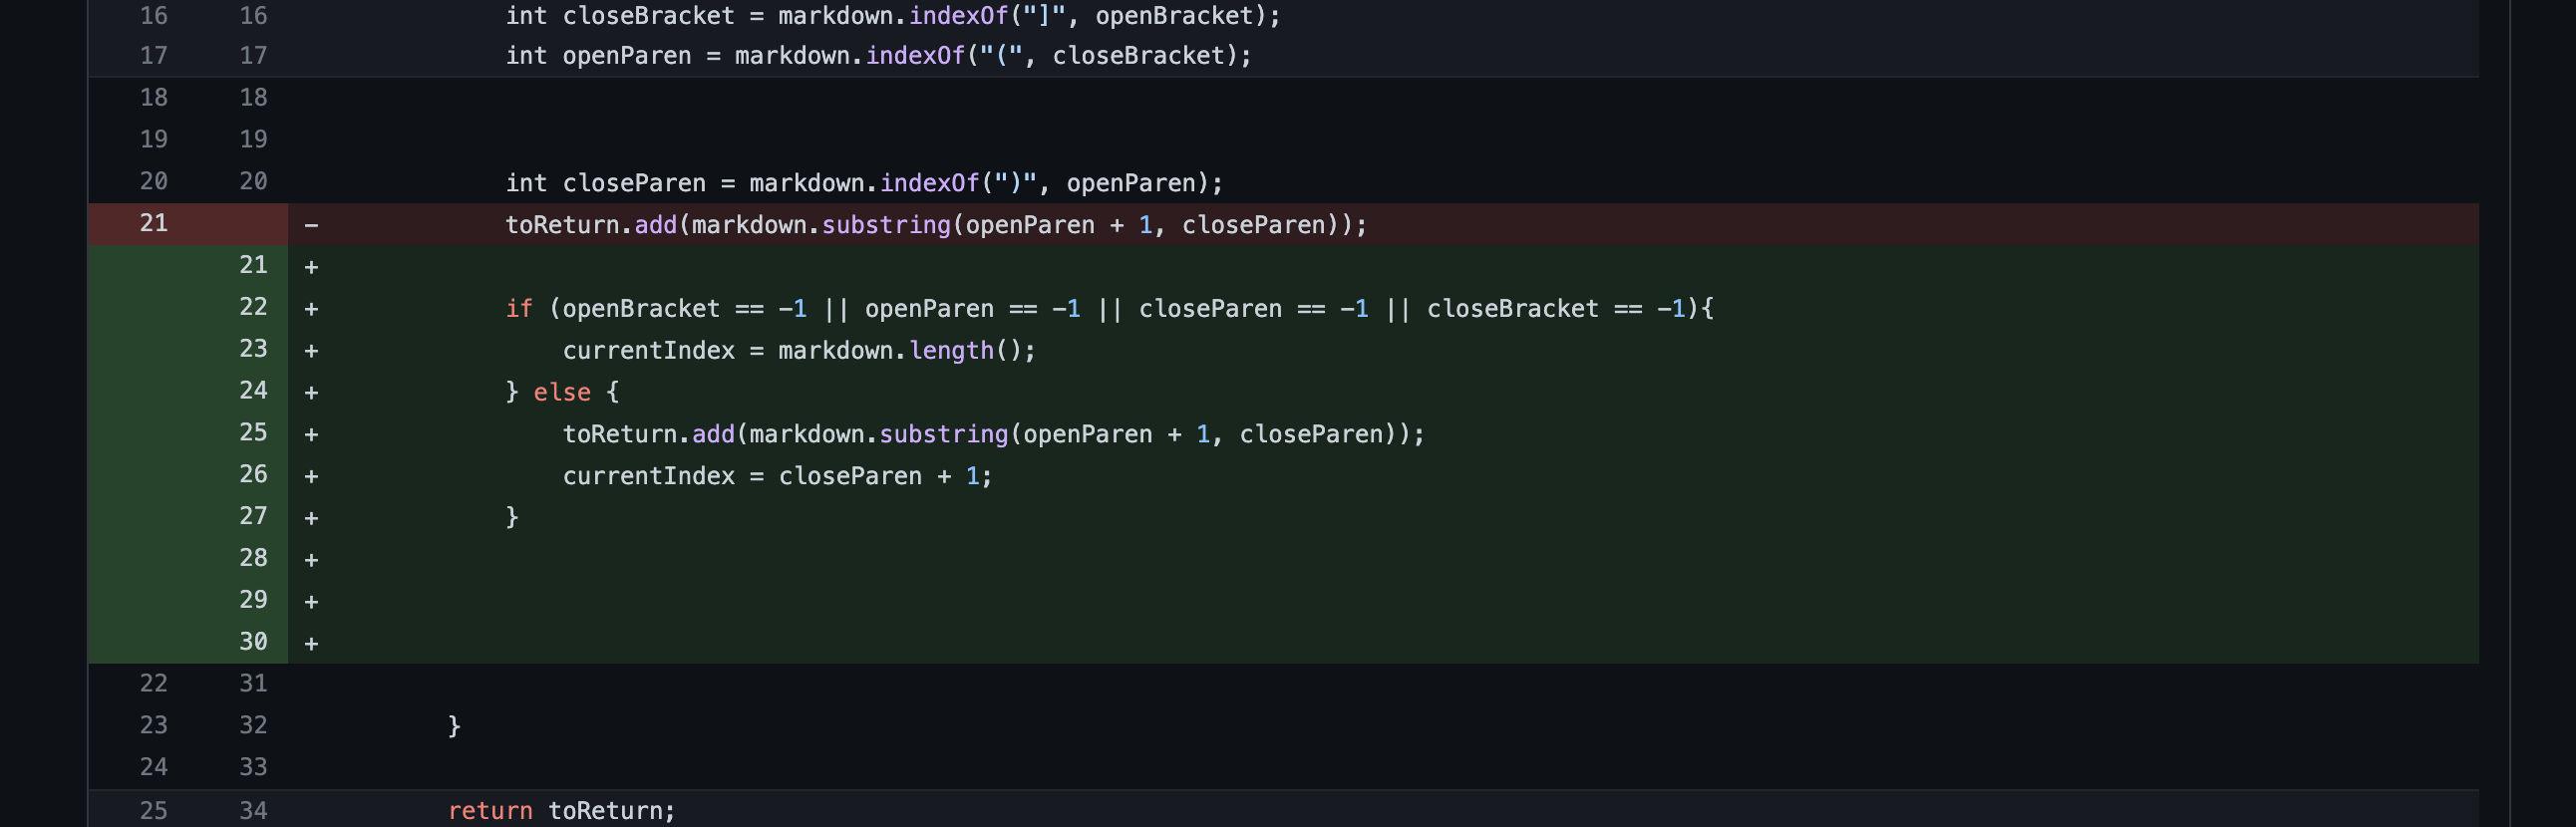 16 16 int closeBracket = markdown.indexOf("]", openBracket);
17 17 int openParen = markdown.indexOf("(", closeBracket);
18 18
19 19
20 20 int closeParen = markdown.indexOf(")", openParen);
21 - toReturn.add(markdown.substring(openParen + 1, closeParen));
21 +
22 + if (openBracket == -1 || openParen == -1 || closeParen == -1 || closeBracket == -1){
23 + currentIndex = markdown.length();
24 + } else {
25 + toReturn.add(markdown.substring(openParen + 1, closeParen));
26 + currentIndex = closeParen + 1;
27 + }
28 +
29 +
30 +
22 31
23 32 }
24 33
25 34 return toReturn;